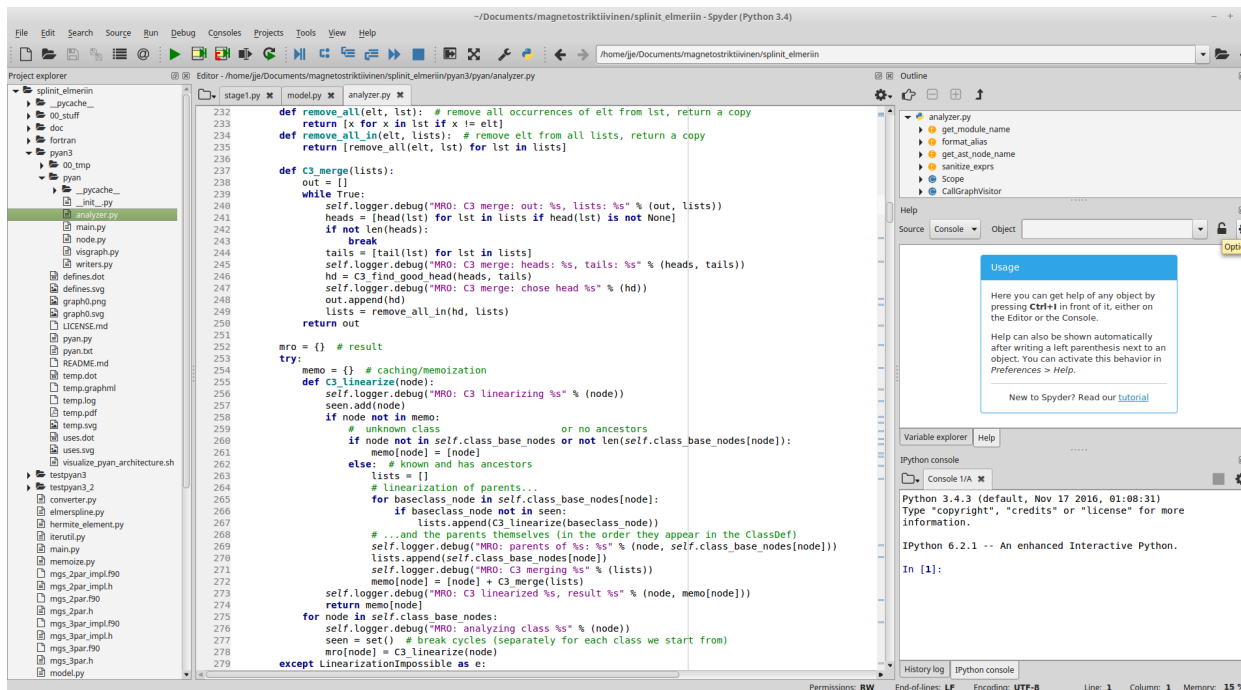 ~/Documents/magnetostriktiivinen/splinit_elmeriin - Spyder (Python 3.4)
File Edit Search Source Run Debug Consoles Projects Tools View Help
/home/jje/Documents/magnetostriktiivinen/splinit_elmeriin
Project explorer
splinit_elmeriin
__pycache__
00_stuff
doc
fortran
pyan3
00_tmp
pyan
__pycache__
__init__.py
analyzer.py
main.py
node.py
visgraph.py
writers.py
defines.dot
defines.svg
graph0.png
graph0.svg
LICENSE.md
pyan.py
pyan.txt
README.md
temp.dot
temp.graphml
temp.log
temp.pdf
temp.svg
uses.dot
uses.svg
visualize_pyan_architecture.sh
testpyan3
testpyan3_2
converter.py
elmerspline.py
hermite_element.py
iterutil.py
main.py
memoize.py
mgs_2par_impl.f90
mgs_2par_impl.h
mgs_2par.f90
mgs_2par.h
mgs_3par_impl.f90
mgs_3par_impl.h
mgs_3par.f90
mgs_3par.h
model.py
Editor - /home/jje/Documents/magnetostriktiivinen/splinit_elmeriin/pyan3/pyan/analyzer.py
stage1.py model.py analyzer.py
232 def remove_all(elt, lst): # remove all occurrences of elt from lst, return a copy
233 return [x for x in lst if x != elt]
234 def remove_all_in(elt, lists): # remove elt from all lists, return a copy
235 return [remove_all(elt, lst) for lst in lists]
236
237 def C3_merge(lists):
238 out = []
239 while True:
240 self.logger.debug("MRO: C3 merge: out: %s, lists: %s" % (out, lists))
241 heads = [head(lst) for lst in lists if head(lst) is not None]
242 if not len(heads):
243 break
244 tails = [tail(lst) for lst in lists]
245 self.logger.debug("MRO: C3 merge: heads: %s, tails: %s" % (heads, tails))
246 hd = C3_find_good_head(heads, tails)
247 self.logger.debug("MRO: C3 merge: chose head %s" % (hd))
248 out.append(hd)
249 lists = remove_all_in(hd, lists)
250 return out
251
252 mro = {} # result
253 try:
254 memo = {} # caching/memoization
255 def C3_linearize(node):
256 self.logger.debug("MRO: C3 linearizing %s" % (node))
257 seen.add(node)
258 if node not in memo:
259 # unknown class or no ancestors
260 if node not in self.class_base_nodes or not len(self.class_base_nodes[node]):
261 memo[node] = [node]
262 else: # known and has ancestors
263 lists = []
264 # linearization of parents...
265 for baseclass_node in self.class_base_nodes[node]:
266 if baseclass_node not in seen:
267 lists.append(C3_linearize(baseclass_node))
268 # ...and the parents themselves (in the order they appear in the ClassDef)
269 self.logger.debug("MRO: parents of %s: %s" % (node, self.class_base_nodes[node]))
270 lists.append(self.class_base_nodes[node])
271 self.logger.debug("MRO: C3 merging %s" % (lists))
272 memo[node] = [node] + C3_merge(lists)
273 self.logger.debug("MRO: C3 linearized %s, result %s" % (node, memo[node]))
274 return memo[node]
275 for node in self.class_base_nodes:
276 self.logger.debug("MRO: analyzing class %s" % (node))
277 seen = set() # break cycles (separately for each class we start from)
278 mro[node] = C3_linearize(node)
279 except LinearizationImpossible as e:
Outline
analyzer.py
get_module_name
format_alias
get_ast_node_name
sanitize_exprs
Scope
CallGraphVisitor
Help
Source Console Object
Opti
Usage
Here you can get help of any object by
pressing Ctrl+I in front of it, either on
the Editor or the Console.
Help can also be shown automatically
after writing a left parenthesis next to an
object. You can activate this behavior in
Preferences > Help.
New to Spyder? Read our tutorial
Variable explorer Help
IPython console
Console 1/A
Python 3.4.3 (default, Nov 17 2016, 01:08:31)
Type "copyright", "credits" or "license" for more
information.
IPython 6.2.1 -- An enhanced Interactive Python.
In [1]:
History log IPython console
Permissions: RW End-of-lines: LF Encoding: UTF-8 Line: 1 Column: 1 Memory: 15 %